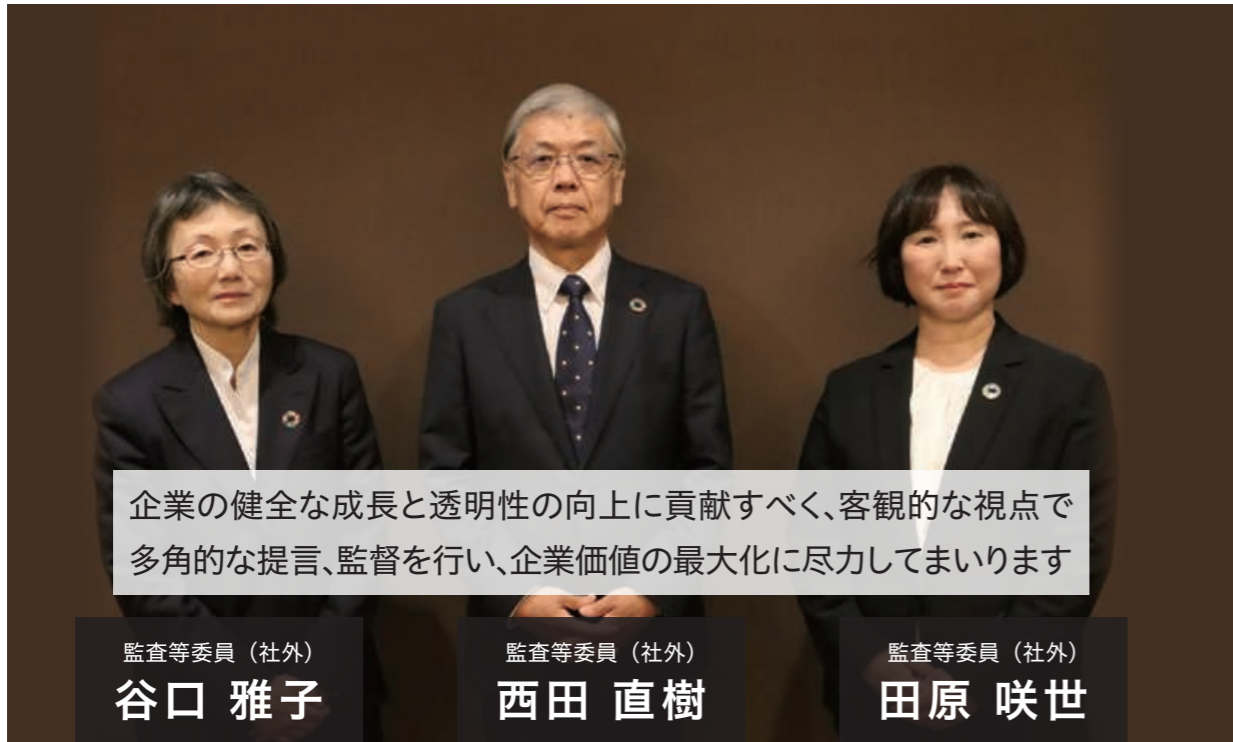 企業の健全な成長と透明性の向上に貢献すべく、客観的な視点で
多角的な提言、監督を行い、企業価値の最大化に尽力してまいります
監査等委員（社外）
谷口 雅子
監査等委員（社外）
西田 直樹
監査等委員（社外）
田原 咲世